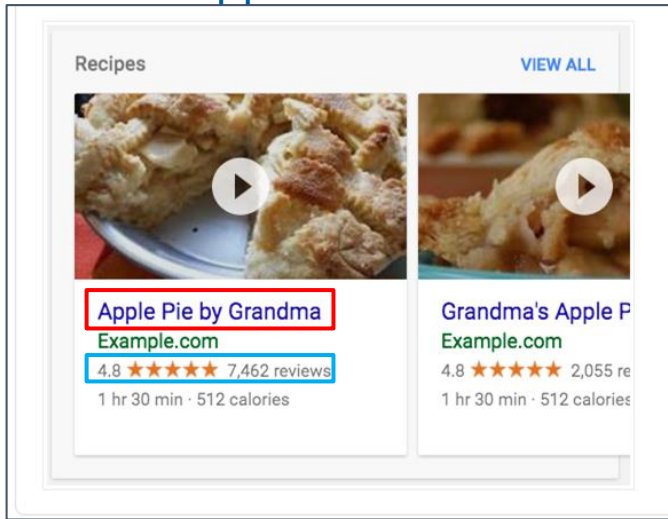 Recipes VIEW ALL
Apple Pie by Grandma
Example.com
4.8 ★★★★★ 7,462 reviews
1 hr 30 min · 512 calories
Grandma's Apple P
Example.com
4.8 ★★★★★ 2,055 re
1 hr 30 min · 512 calories